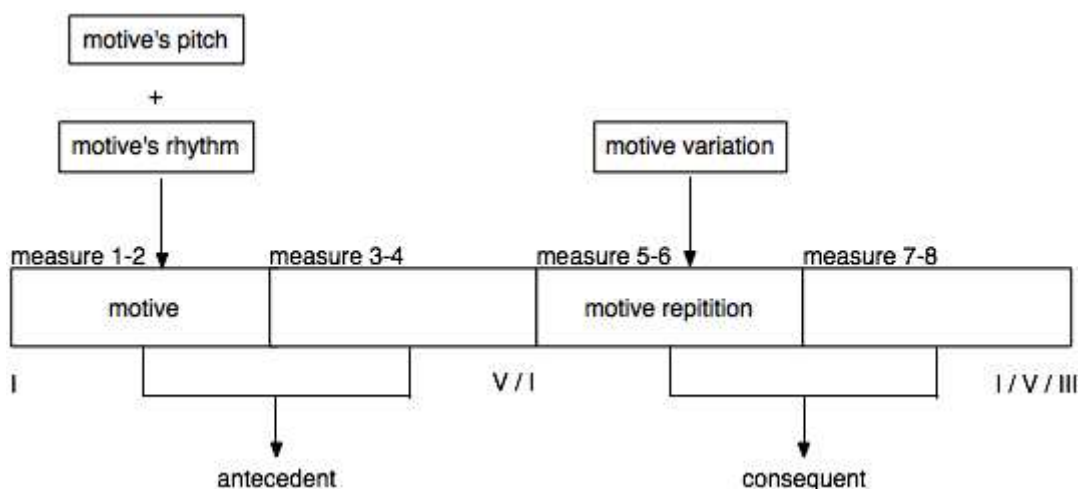 motive's pitch
+
motive's rhythm
motive variation
measure 1-2
measure 3-4
measure 5-6
measure 7-8
motive
motive repitition
I
V / I
I / V / III
antecedent
consequent